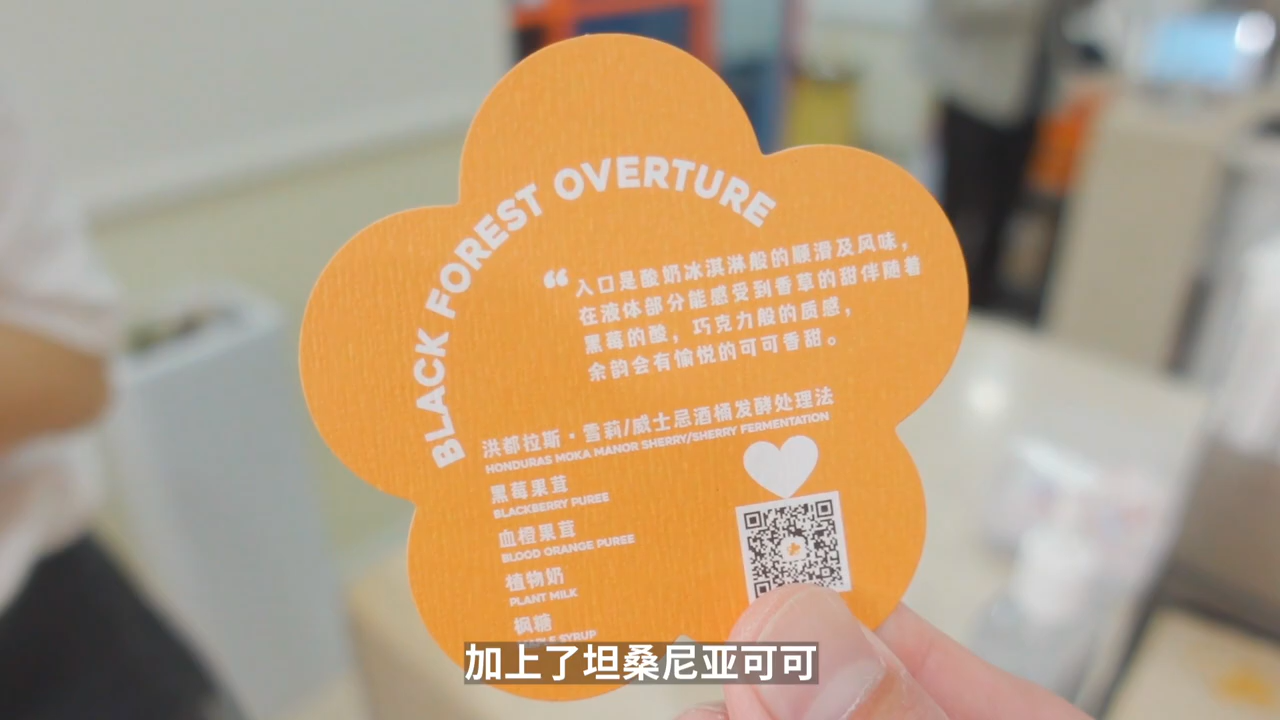 BLACK FOREST OVERTURE
“入口是酸奶冰淇淋般的顺滑及风味，
在液体部分能感受到香草的甜伴随着
黑莓的酸，巧克力般的质感，
余韵会有愉悦的可可香甜。
洪都拉斯·雪莉/威士忌酒桶发酵处理法
HONDURAS MOKA MANOR SHERRY/SHERRY FERMENTATION
黑莓果茸
BLACKBERRY PUREE
血橙果茸
BLOOD ORANGE PUREE
植物奶
PLANT MILK
枫糖
MAPLE SYRUP
加上了坦桑尼亚可可